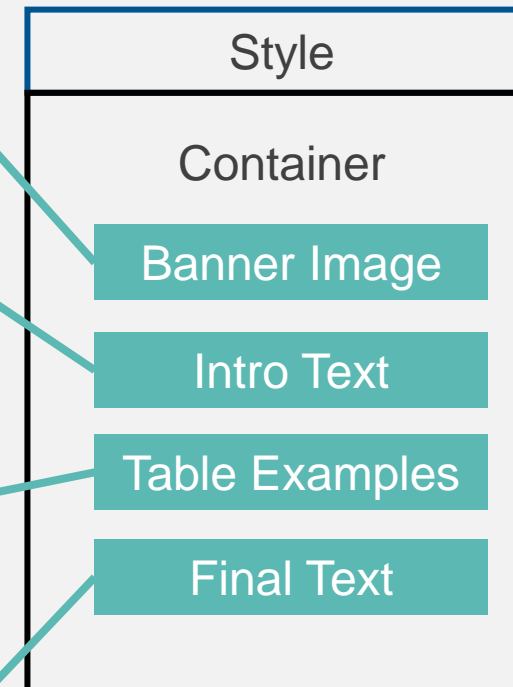 Style
Container
Banner Image
Intro Text
Table Examples
Final Text